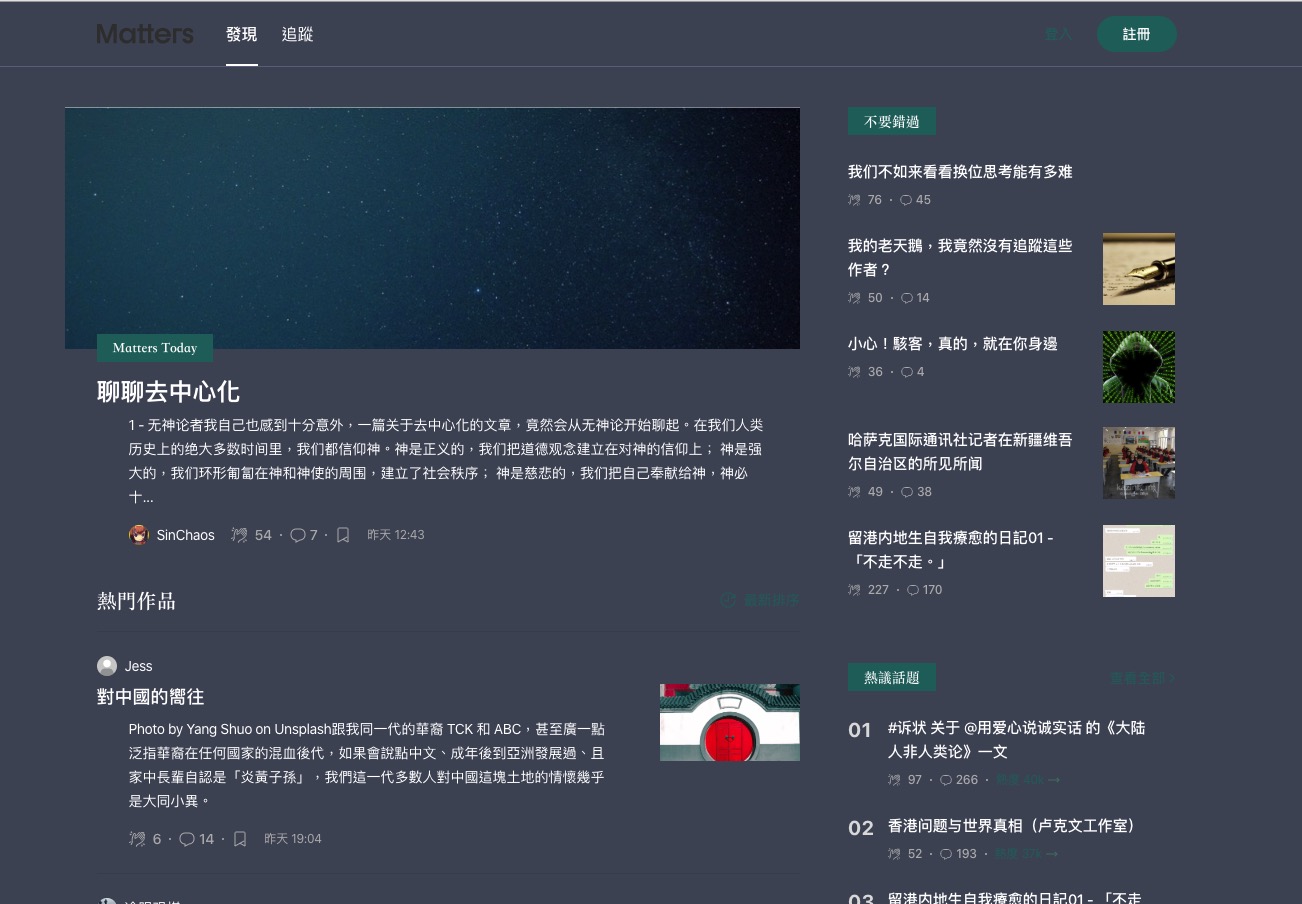 Matters
發現
追蹤
登入
註冊
Matters Today
聊聊去中心化
1 - 无神论者我自己也感到十分意外，一篇关于去中心化的文章，竟然会从无神论开始聊起。在我们人类
历史上的绝大多数时间里，我们都信仰神。神是正义的，我们把道德观念建立在对神的信仰上； 神是强
大的，我们环形匍匐在神和神使的周围，建立了社会秩序； 神是慈悲的，我们把自己奉献给神，神必
十...
SinChaos 54 · 7 · 昨天 12:43
熱門作品
最新排序
Jess
對中國的嚮往
Photo by Yang Shuo on Unsplash跟我同一代的華裔 TCK 和 ABC，甚至廣一點
泛指華裔在任何國家的混血後代，如果會說點中文、成年後到亞洲發展過、且
家中長輩自認是「炎黃子孫」，我們這一代多數人對中國這塊土地的情懷幾乎
是大同小異。
6 · 14 · 昨天 19:04
不要錯過
我们不如来看看换位思考能有多难
76 · 45
我的老天鵝，我竟然沒有追蹤這些
作者？
50 · 14
小心！駭客，真的，就在你身邊
36 · 4
哈萨克国际通讯社记者在新疆维吾
尔自治区的所见所闻
49 · 38
留港内地生自我療愈的日記01 -
「不走不走。」
227 · 170
熱議話題
查看全部
01
#诉状 关于 @用爱心说诚实话 的《大陆
人非人类论》一文
97 · 266 · 熱度 40k →
02
香港问题与世界真相（卢克文工作室）
52 · 193 · 熱度 37k →
03
留港内地生自我療愈的日記01 - 「不走